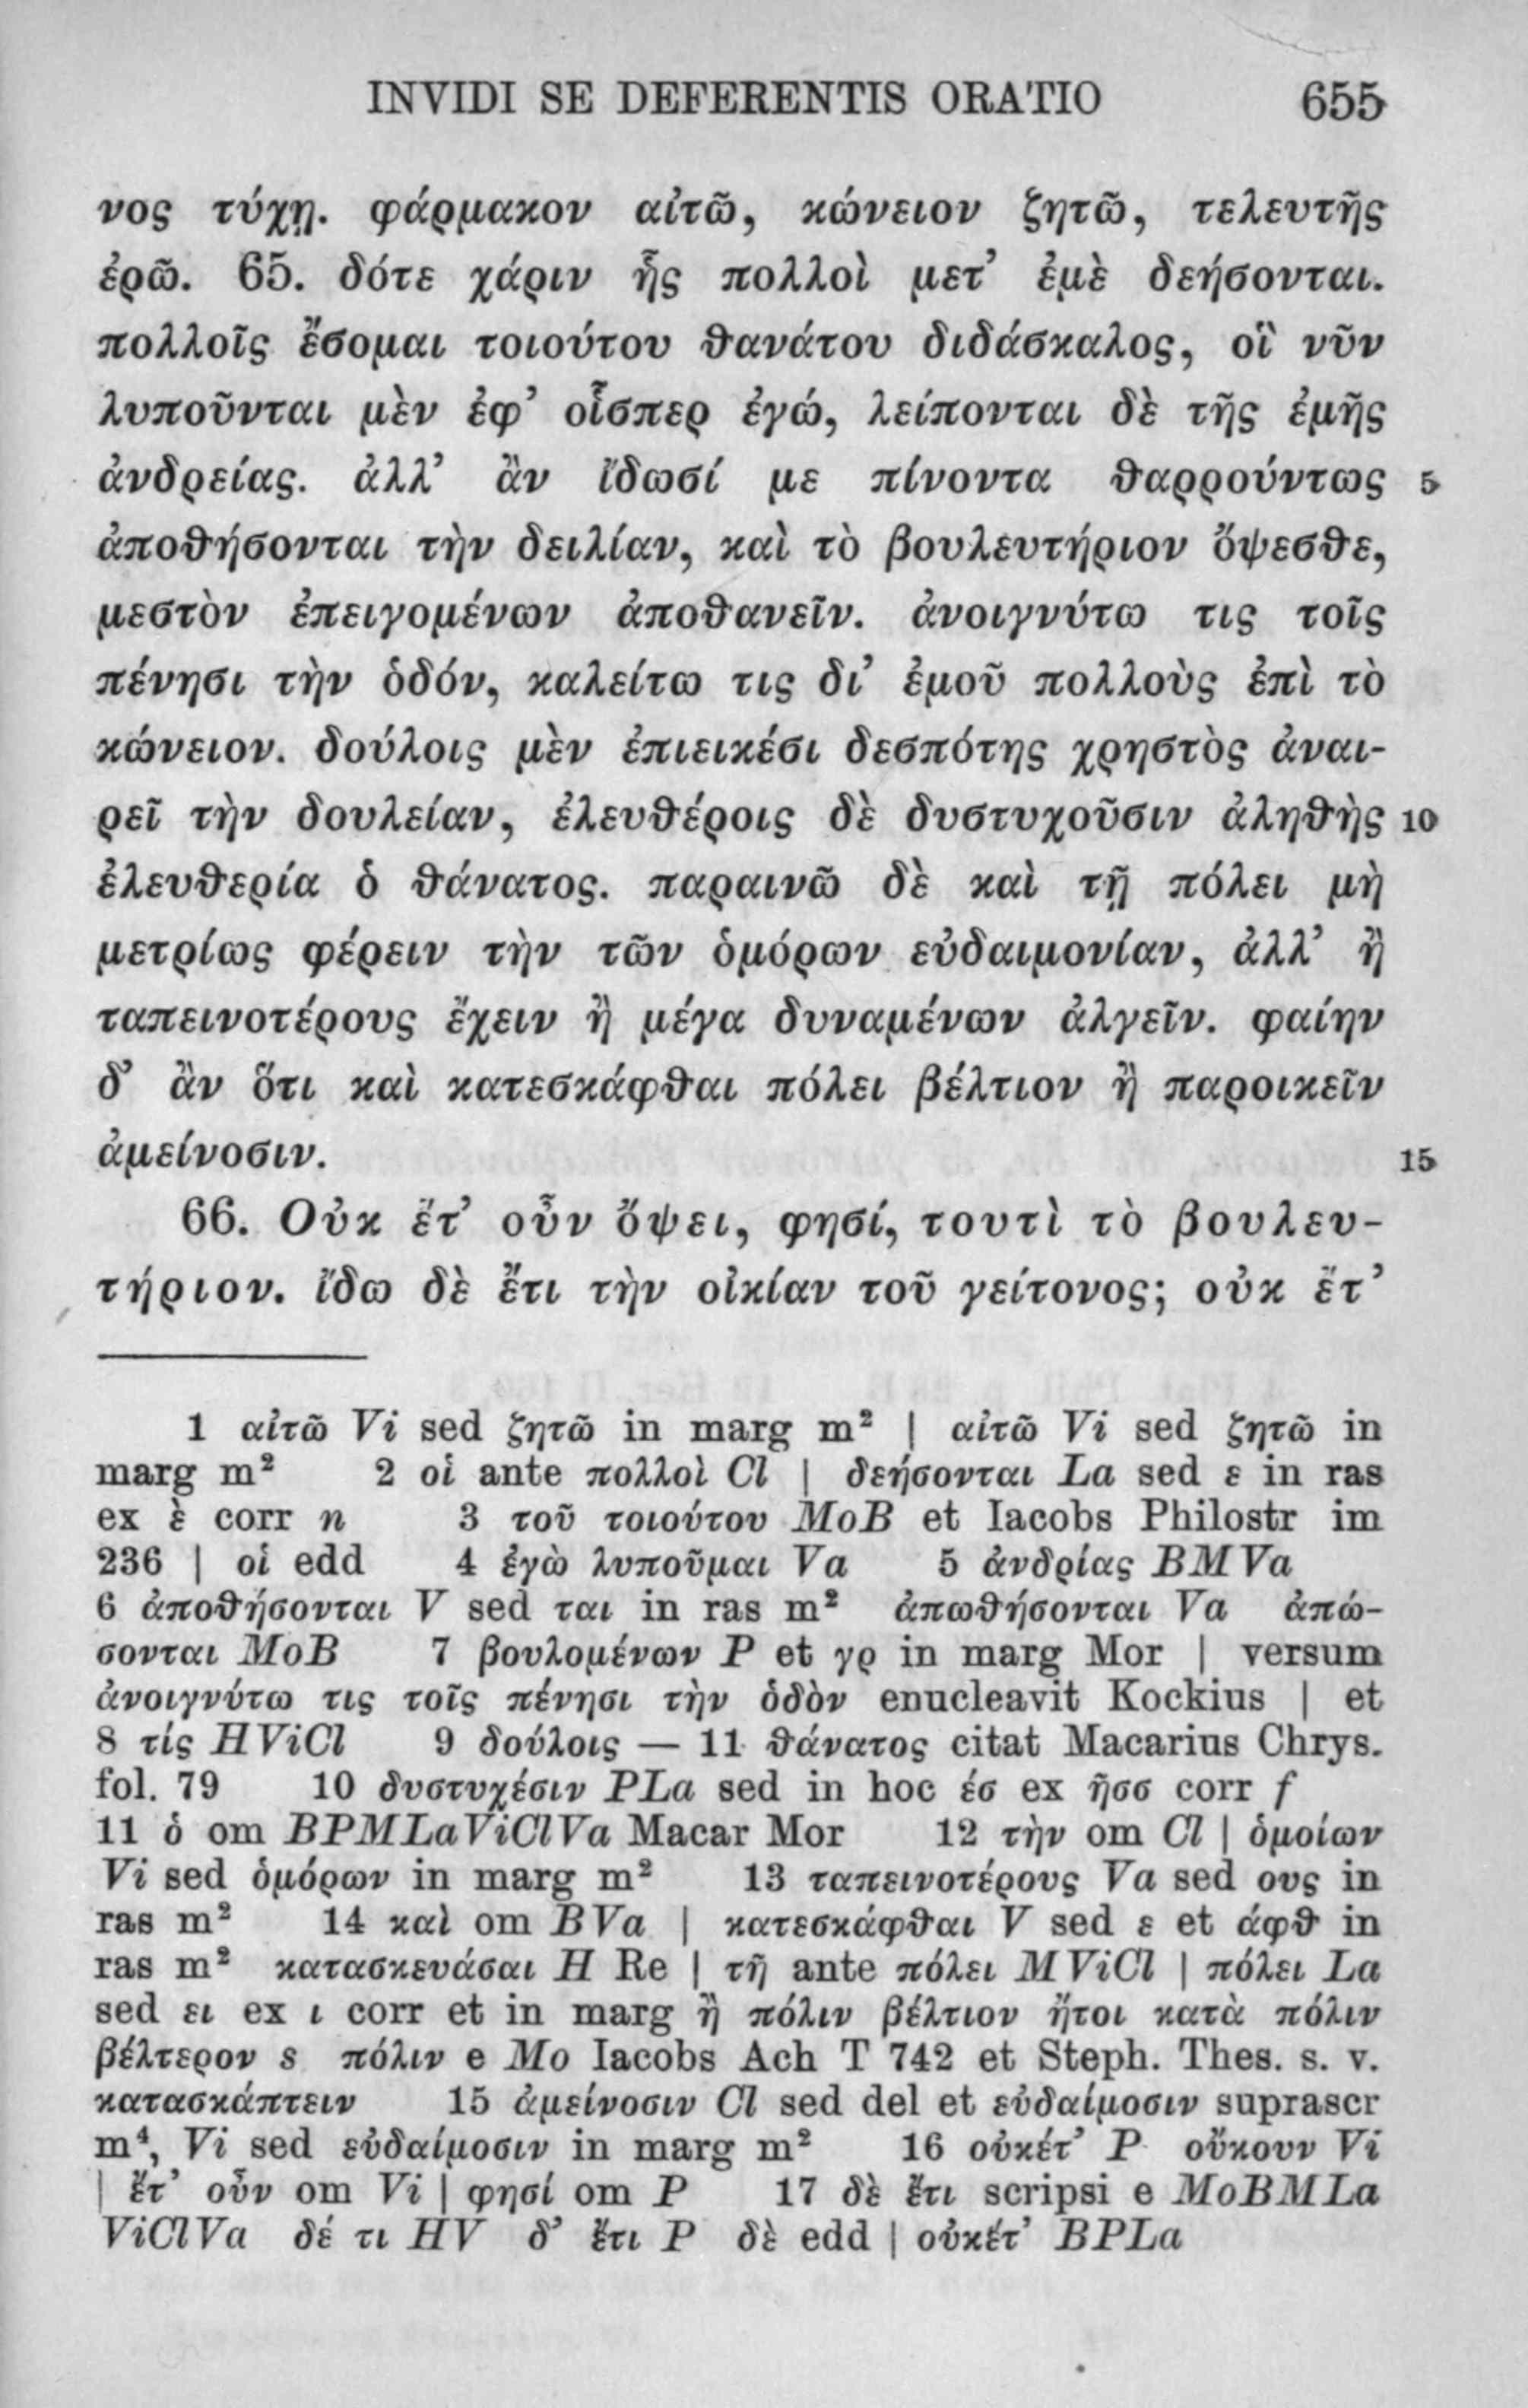 INVIDI SE DEFERENTIS ORATIO 655
νος τύχῃ. φάρμακον αἰτῶ, κώνειον ζητῶ, τελευτῆς
ἐρῶ. 65. δότε χάριν ἧς πολλοὶ μετ’ ἐμὲ δεήσονται.
πολλοῖς ἔσομαι τοιούτου θανάτου διδάσκαλος, οἳ νῦν
λυποῦνται μὲν ἐφ’ οἷσπερ ἐγώ, λείπονται δὲ τῆς ἐμῆς
ἀνδρείας. ἀλλ’ ἂν ἴδωσί με πίνοντα θαρρούντως 5
ἀποθήσονται τὴν δειλίαν, καὶ τὸ βουλευτήριον ὄψεσθε,
μεστὸν ἐπειγομένων ἀποθανεῖν. ἀνοιγνύτω τις τοῖς
πένησι τὴν ὁδόν, καλείτω τις δι’ ἐμοῦ πολλοὺς ἐπὶ τὸ
κώνειον. δούλοις μὲν ἐπιεικέσι δεσπότης χρηστὸς ἀναι-
ρεῖ τὴν δουλείαν, ἐλευθέροις δὲ δυστυχοῦσιν ἀληθὴς 10
ἐλευθερία ὁ θάνατος. παραινῶ δὲ καὶ τῇ πόλει μὴ
μετρίως φέρειν τὴν τῶν ὁμόρων εὐδαιμονίαν, ἀλλ’ ἢ
ταπεινοτέρους ἔχειν ἢ μέγα δυναμένων ἀλγεῖν. φαίην
δ’ ἂν ὅτι καὶ κατεσκάφθαι πόλει βέλτιον ἢ παροικεῖν
ἀμείνοσιν. 15
66. Οὐκ ἔτ’ οὖν ὄψει, φησί, τουτὶ τὸ βουλευ-
τήριον. ἴδω δὲ ἔτι τὴν οἰκίαν τοῦ γείτονος; οὐκ ἔτ’
1 αἰτῶ Vi sed ζητῶ in marg m² | αἰτῶ Vi sed ζητῶ in
marg m² 2 οἱ ante πολλοὶ Cl | δεήσονται La sed ε in ras
ex ὲ corr n 3 τοῦ τοιούτου MoB et Iacobs Philostr im
236 | οἱ edd 4 ἐγὼ λυποῦμαι Va 5 ἀνδρίας BMVa
6 ἀποθήσονται V sed ται in ras m² ἀπωθήσονται Va ἀπώ-
σονται MoB 7 βουλομένων P et γρ in marg Mor | versum
ἀνοιγνύτω τις τοῖς πένησι τὴν ὁδὸν enucleavit Kockius | et
8 τίς HViCl 9 δούλοις — 11 θάνατος citat Macarius Chrys.
fol. 79 10 δυστυχέσιν PLa sed in hoc έσ ex ῆσσ corr f
11 ὁ om BPMLaViClVa Macar Mor 12 τὴν om Cl | ὁμοίων
Vi sed ὁμόρων in marg m² 13 ταπεινοτέρους Va sed ους in
ras m² 14 καὶ om BVa | κατεσκάφθαι V sed ε et άφθ in
ras m² κατασκευάσαι H Re | τῇ ante πόλει MViCl | πόλει La
sed ει ex ι corr et in marg ἢ πόλιν βέλτιον ἤτοι κατὰ πόλιν
βέλτερον s πόλιν e Mo Iacobs Ach T 742 et Steph. Thes. s. v.
κατασκάπτειν 15 ἀμείνοσιν Cl sed del et εὐδαίμοσιν suprascr
m⁴, Vi sed εὐδαίμοσιν in marg m² 16 οὐκέτ’ P οὔκουν Vi
| ἔτ’ οὖν om Vi | φησί om P 17 δὲ ἔτι scripsi e MoBMLa
ViClVa δέ τι HV δ’ ἔτι P δὲ edd | οὐκέτ’ BPLa